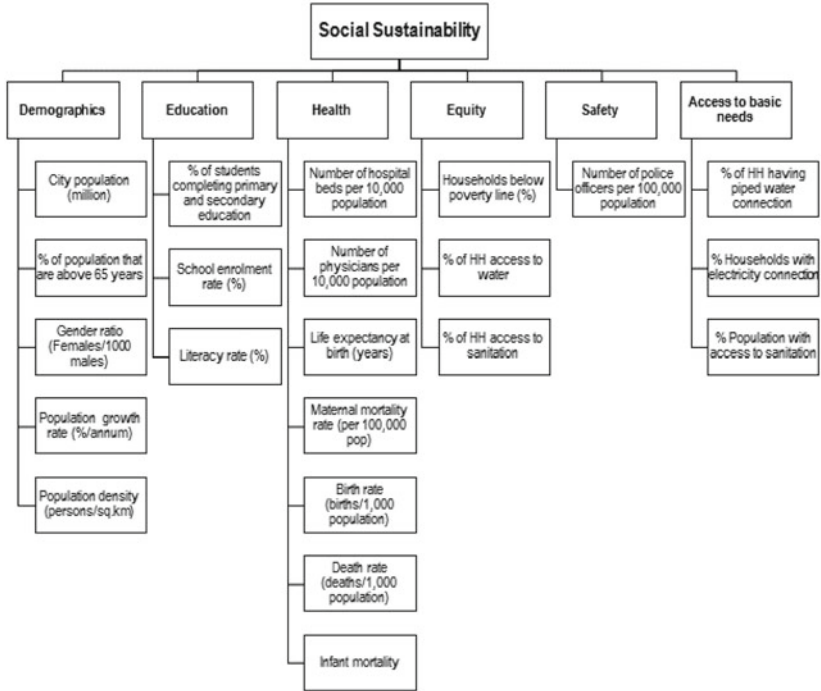 Social Sustainability
Demographics
City population
(million)
% of population that
are above 65 years
Gender ratio
(Females/1000
males)
Population growth
rate (%/annum)
Population density
(persons/sq.km)
Education
% of students
completing primary
and secondary
education
School enrolment
rate (%)
Literacy rate (%)
Health
Number of hospital
beds per 10,000
population
Number of
physicians per
10,000 population
Life expectancy at
birth (years)
Maternal mortality
rate (per 100,000
pop)
Birth rate
(births/1,000
population)
Death rate
(deaths/1,000
population)
Infant mortality
Equity
Households below
poverty line (%)
% of HH access to
water
% of HH access to
sanitation
Safety
Number of police
officers per 100,000
population
Access to basic
needs
% of HH having
piped water
connection
% Households with
electricity connection
% Population with
access to sanitation